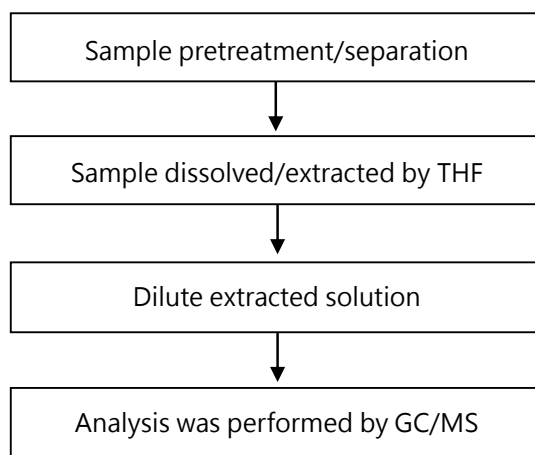 Sample pretreatment/separation
Sample dissolved/extracted by THF
Dilute extracted solution
Analysis was performed by GC/MS